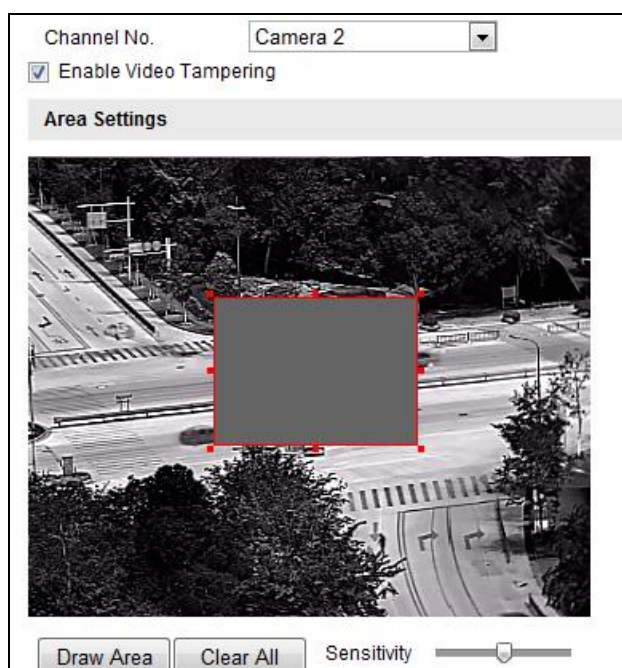 Channel No. Camera 2
Enable Video Tampering
Area Settings
Draw Area Clear All Sensitivity